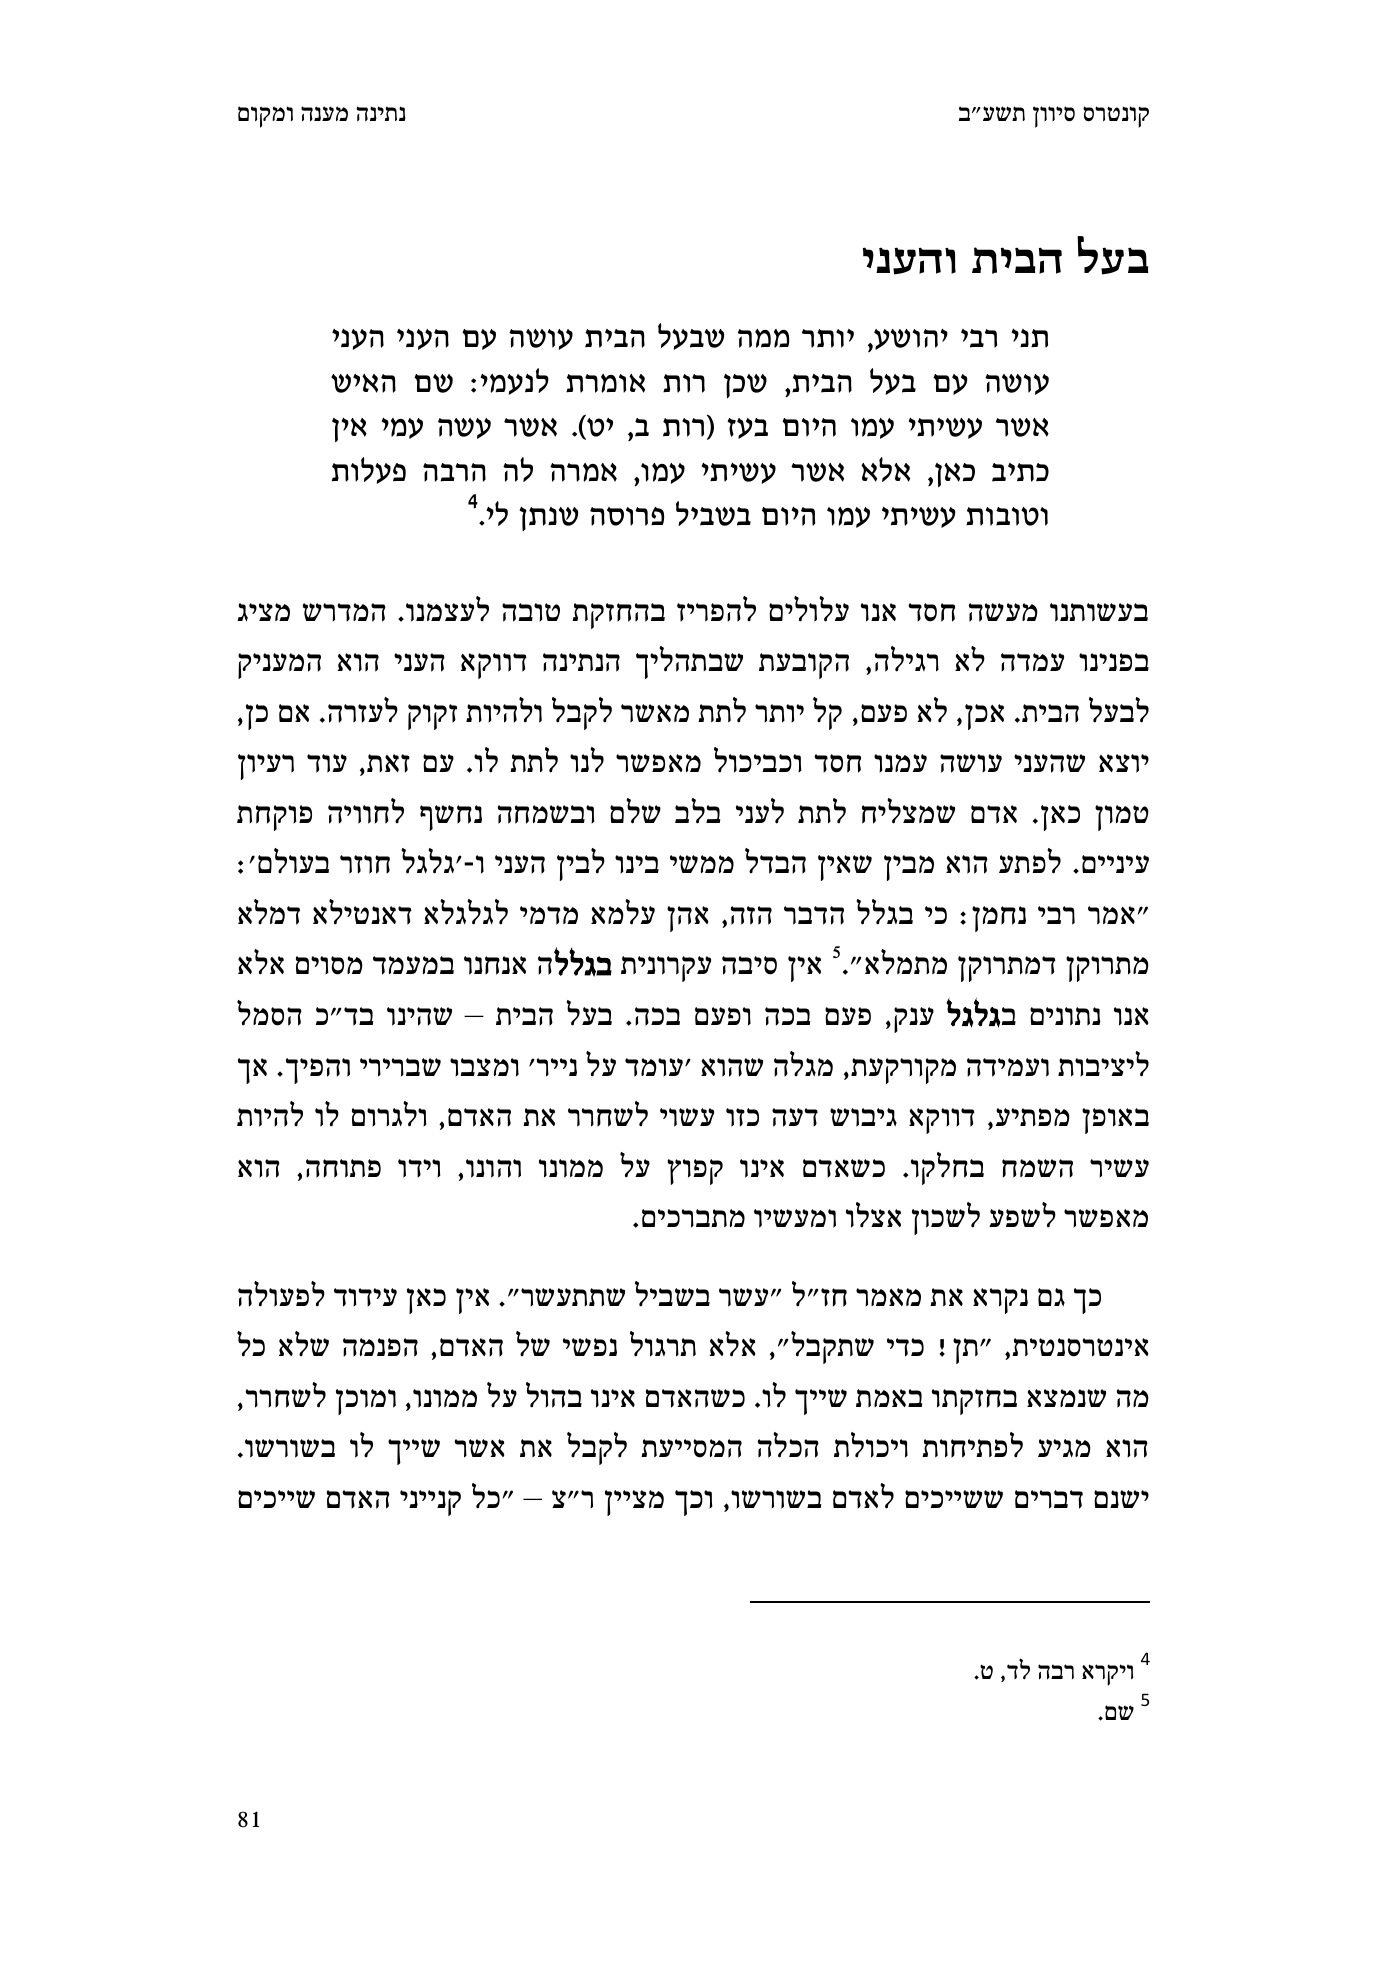 קונטרס סיוון תשע״ב
נתינה מענה ומקום
בעל הבית והעני
תני רבי יהושע, יותר ממה שבעל הבית עושה עם העני העני
עושה עם בעל הבית, שכן רות אומרת לנעמי: שם האיש
אשר עשיתי עמו היום בעז (רות ב, יט). אשר עשה עמי אין
כתיב כאן, אלא אשר עשיתי עמו, אמרה לה הרבה פעלות
וטובות עשיתי עמו היום בשביל פרוסה שנתן לי.4
בעשותנו מעשה חסד אנו עלולים להפריז בהחזקת טובה לעצמנו. המדרש מציג
בפנינו עמדה לא רגילה, הקובעת שבתהליך הנתינה דווקא העני הוא המעניק
לבעל הבית. אכן, לא פעם, קל יותר לתת מאשר לקבל ולהיות זקוק לעזרה. אם כן,
יוצא שהעני עושה עמנו חסד וכביכול מאפשר לנו לתת לו. עם זאת, עוד רעיון
טמון כאן. אדם שמצליח לתת לעני בלב שלם ובשמחה נחשף לחוויה פוקחת
עיניים. לפתע הוא מבין שאין הבדל ממשי בינו לבין העני ו-׳גלגל חוזר בעולם׳:
״אמר רבי נחמן: כי בגלל הדבר הזה, אהן עלמא מדמי לגלגלא דאנטילא דמלא
מתרוקן דמתרוקן מתמלא״.5 אין סיבה עקרונית בגללה אנחנו במעמד מסוים אלא
אנו נתונים בגלגל ענק, פעם בכה ופעם בכה. בעל הבית – שהינו בד״כ הסמל
ליציבות ועמידה מקורקעת, מגלה שהוא ׳עומד על נייר׳ ומצבו שברירי והפיך. אך
באופן מפתיע, דווקא גיבוש דעה כזו עשוי לשחרר את האדם, ולגרום לו להיות
עשיר השמח בחלקו. כשאדם אינו קפוץ על ממונו והונו, וידו פתוחה, הוא
מאפשר לשפע לשכון אצלו ומעשיו מתברכים.
כך גם נקרא את מאמר חז״ל ״עשר בשביל שתתעשר״. אין כאן עידוד לפעולה
אינטרסנטית, ״תן! כדי שתקבל״, אלא תרגול נפשי של האדם, הפנמה שלא כל
מה שנמצא בחזקתו באמת שייך לו. כשהאדם אינו בהול על ממונו, ומוכן לשחרר,
הוא מגיע לפתיחות ויכולת הכלה המסייעת לקבל את אשר שייך לו בשורשו.
ישנם דברים ששייכים לאדם בשורשו, וכך מציין ר״צ – ״כל קנייני האדם שייכים
4 ויקרא רבה לד, ט.
5 שם.
81